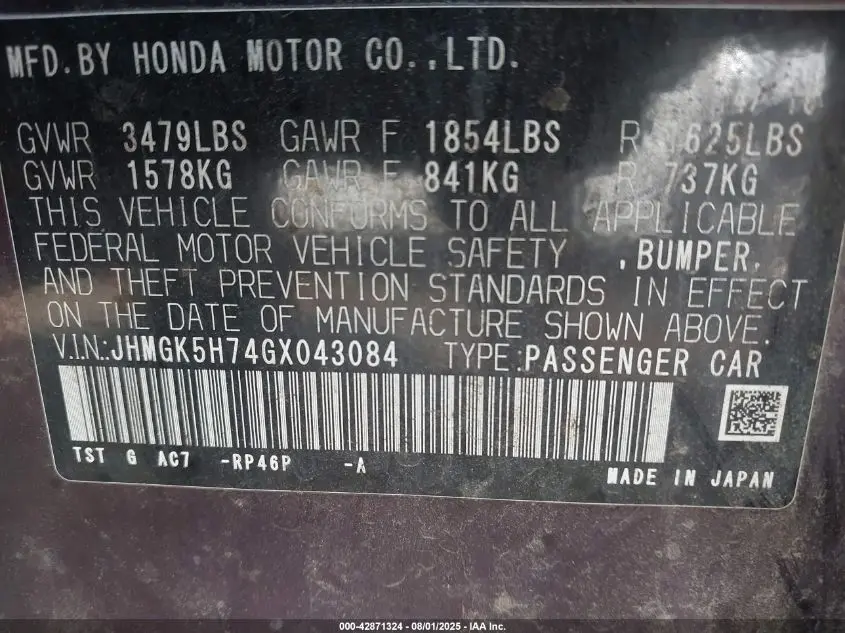 MFD.BY HONDA MOTOR CO.,LTD.
GVWR 3479LBS GAWR F 1854LBS R 1625LBS
GVWR 1578KG GAWR F 841KG R 737KG
THIS VEHICLE CONFORMS TO ALL APPLICABLE
FEDERAL MOTOR VEHICLE SAFETY ,BUMPER,
AND THEFT PREVENTION STANDARDS IN EFFECT
ON THE DATE OF MANUFACTURE SHOWN ABOVE.
V.I.N.:JHMGK5H74GX043084 TYPE:PASSENGER CAR
TST G AC7 -RP46P -A
MADE IN JAPAN
000-42871324 - 08/01/2025 - IAA Inc.